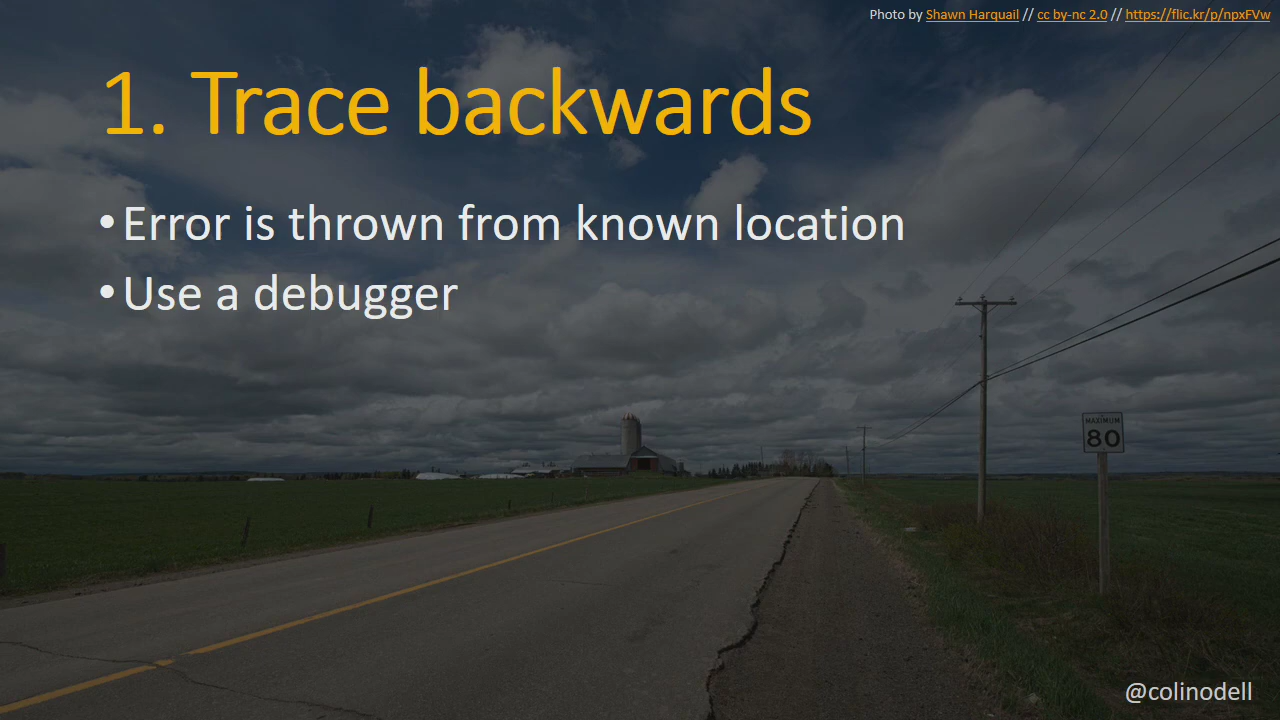 Photo by Shawn Harquail // cc by-nc 2.0 // https://flic.kr/p/npxFVw
1. Trace backwards
•Error is thrown from known location
•Use a debugger
MAXIMUM
80
@colinodell